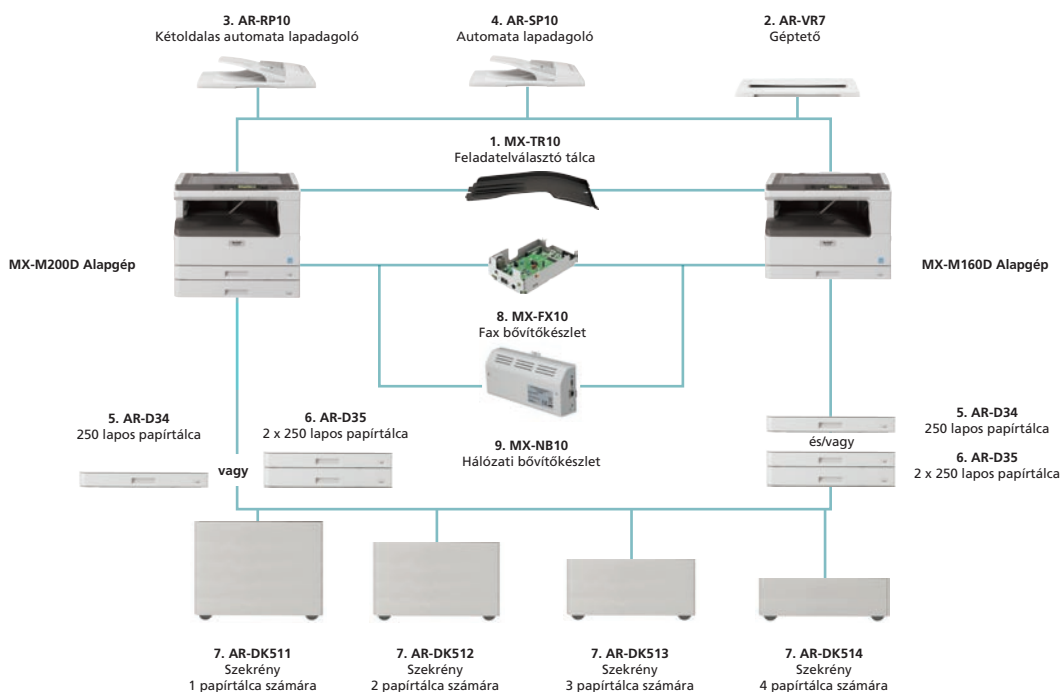 3. AR-RP10
Kétoldalas automata lapadagoló
4. AR-SP10
Automata lapadagoló
2. AR-VR7
Géptető
1. MX-TR10
Feladatelválasztó tálca
MX-M200D Alapgép
MX-M160D Alapgép
8. MX-FX10
Fax bővítőkészlet
5. AR-D34
250 lapos papírtálca
vagy
6. AR-D35
2 x 250 lapos papírtálca
9. MX-NB10
Hálózati bővítőkészlet
5. AR-D34
250 lapos papírtálca
és/vagy
6. AR-D35
2 x 250 lapos papírtálca
7. AR-DK511
Szekrény
1 papírtálca számára
7. AR-DK512
Szekrény
2 papírtálca számára
7. AR-DK513
Szekrény
3 papírtálca számára
7. AR-DK514
Szekrény
4 papírtálca számára